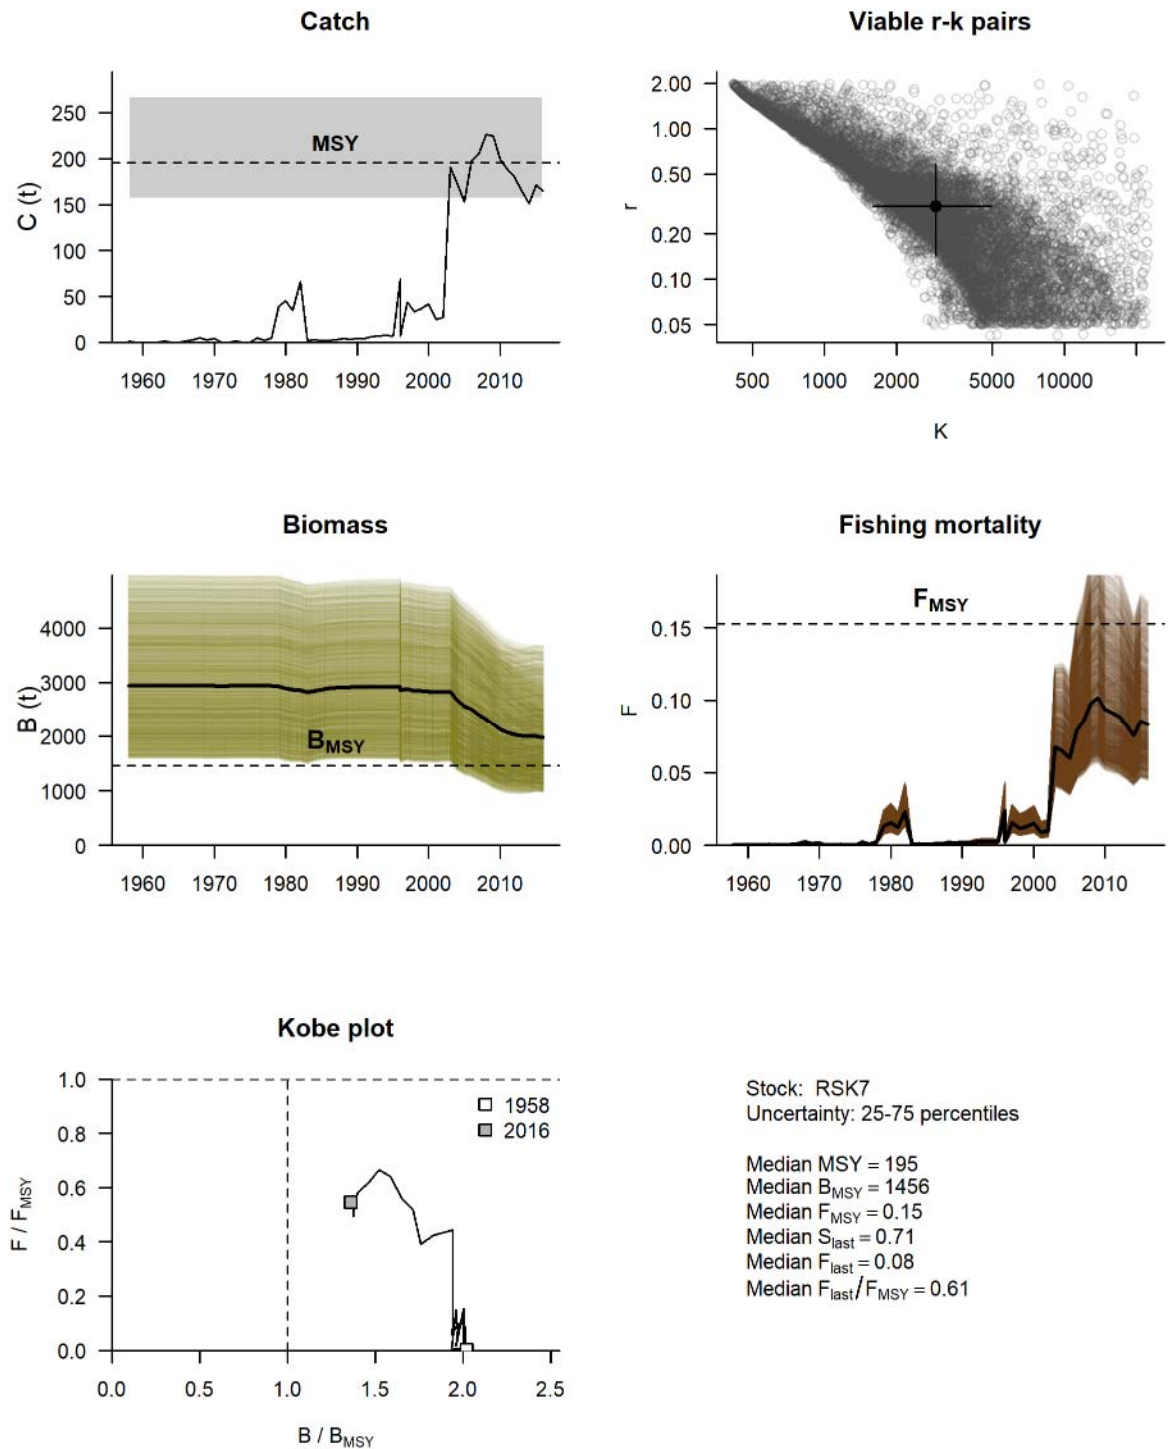 Catch
250
200
150
100
50
0
C (t)
MSY
1960 1970 1980 1990 2000 2010
Viable r-k pairs
2.00
1.00
0.50
0.20
0.10
0.05
r
500 1000 2000 5000 10000
K
Biomass
4000
3000
2000
1000
0
B (t)
BMSY
1960 1970 1980 1990 2000 2010
Fishing mortality
FMSY
0.15
0.10
0.05
0.00
F
1960 1970 1980 1990 2000 2010
Kobe plot
1.0
0.8
0.6
0.4
0.2
0.0
F / FMSY
1958
2016
0.0 0.5 1.0 1.5 2.0 2.5
B / BMSY
Stock: RSK7
Uncertainty: 25-75 percentiles
Median MSY = 195
Median BMSY = 1456
Median FMSY = 0.15
Median Slast = 0.71
Median Flast = 0.08
Median Flast/FMSY = 0.61